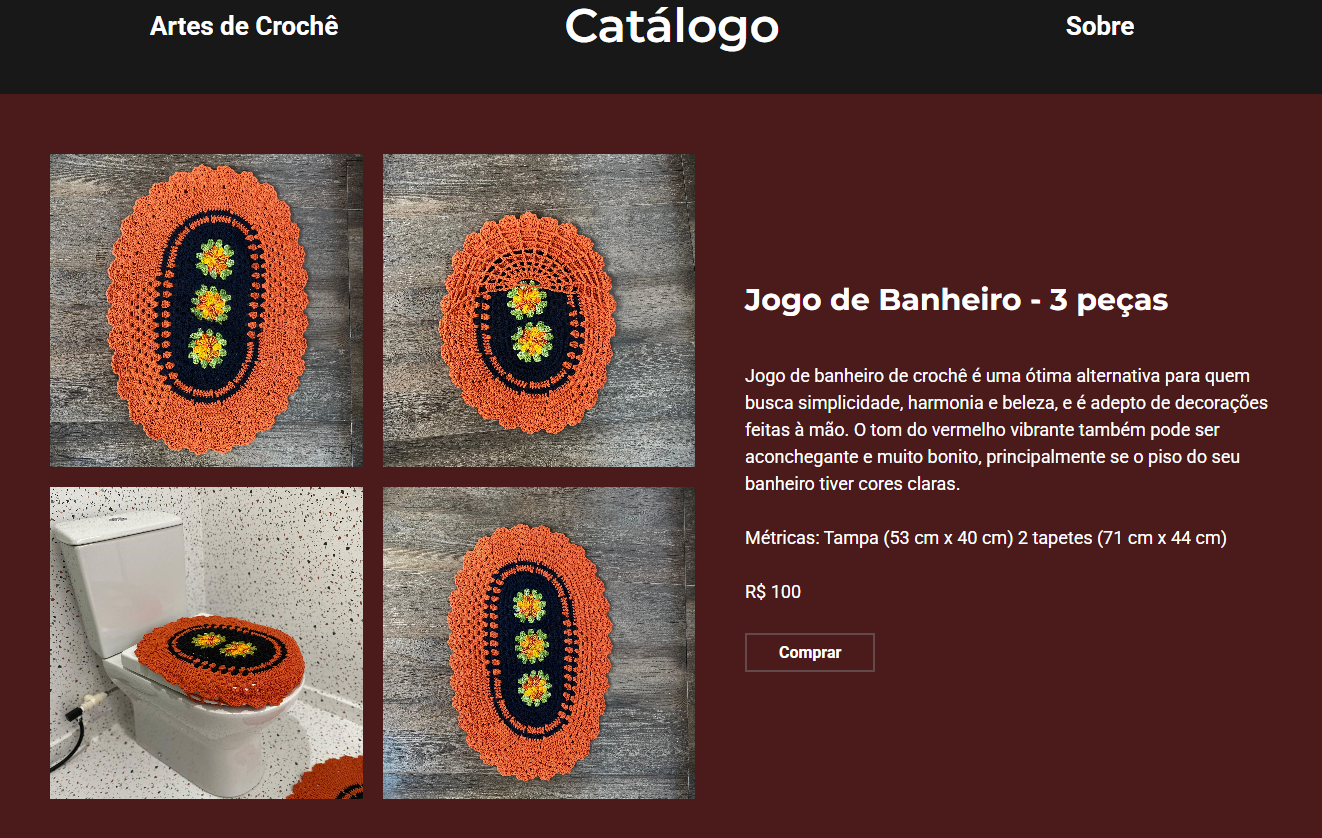 Artes de Crochê
Catálogo
Sobre
Jogo de Banheiro - 3 peças
Jogo de banheiro de crochê é uma ótima alternativa para quem
busca simplicidade, harmonia e beleza, e é adepto de decorações
feitas à mão. O tom do vermelho vibrante também pode ser
aconchegante e muito bonito, principalmente se o piso do seu
banheiro tiver cores claras.
Métricas: Tampa (53 cm x 40 cm) 2 tapetes (71 cm x 44 cm)
R$ 100
Comprar